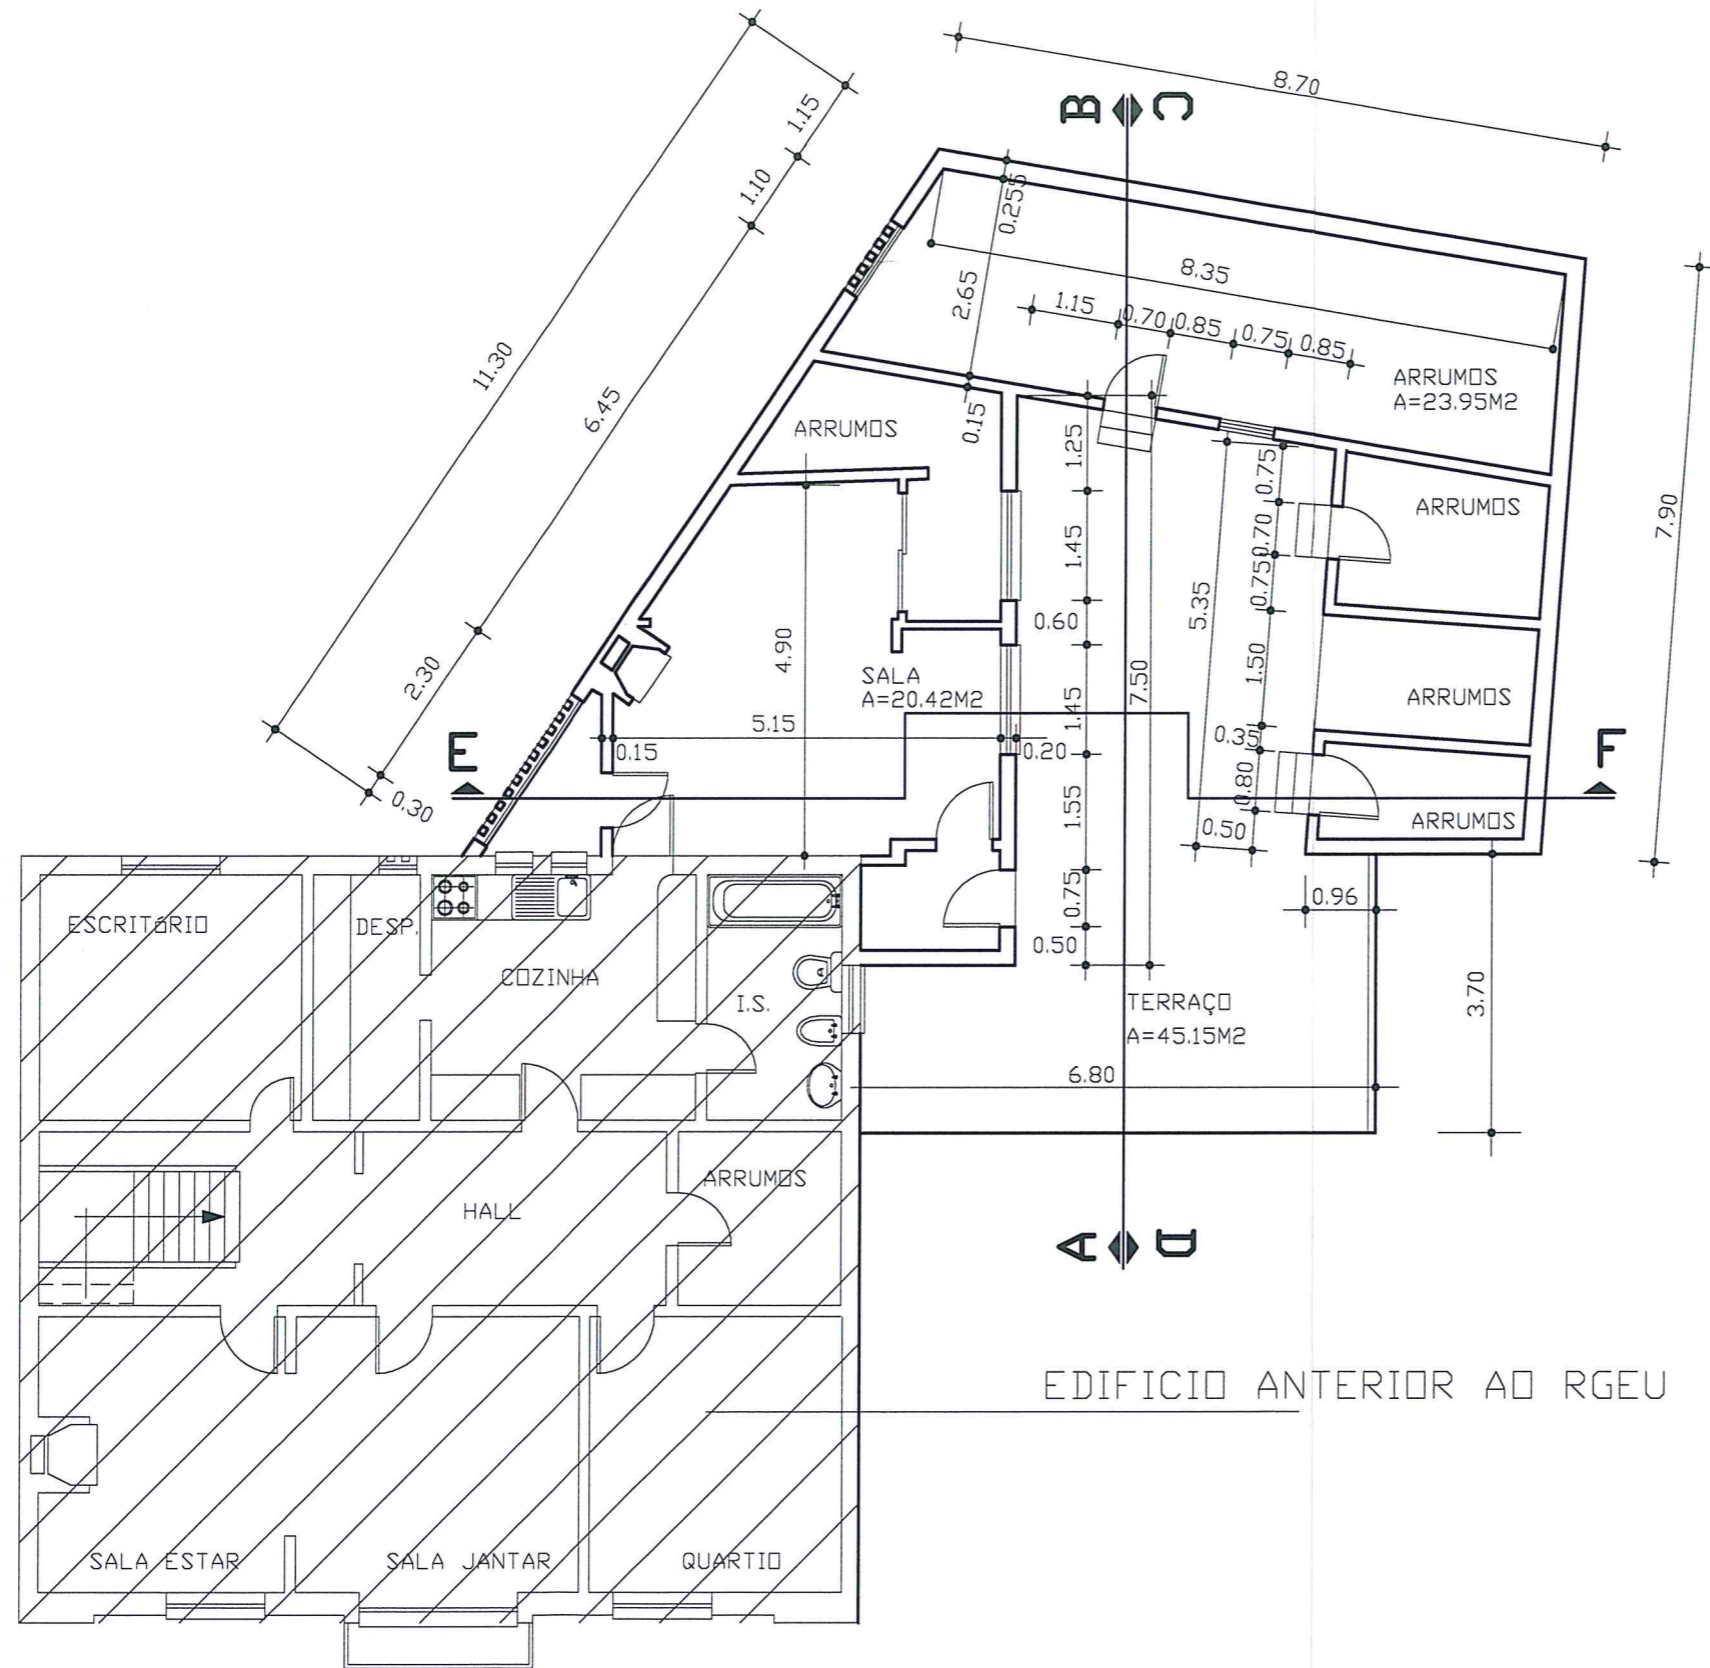 8.70
1.15
B C
1.10
0.255
8.35
2.65
1.15
0.70
0.85
0.75
0.85
11.30
6.45
ARRUMOS
A=23.95M2
ARRUMOS
0.15
1.25
0.75
ARRUMOS
7.90
1.45
0.70
0.75
5.35
0.60
4.90
2.30
SALA
A=20.42M2
7.50
1.50
ARRUMOS
5.15
1.45
E
0.15
0.20
0.35
F
0.30
1.55
0.80
0.50
ARRUMOS
0.75
0.96
ESCRITóRIO
DESP.
0.50
COZINHA
I.S.
TERRAÇO
A=45.15M2
3.70
6.80
ARRUMOS
HALL
A D
EDIFICIO ANTERIOR AO RGEU
SALA ESTAR
SALA JANTAR
QUARTIO